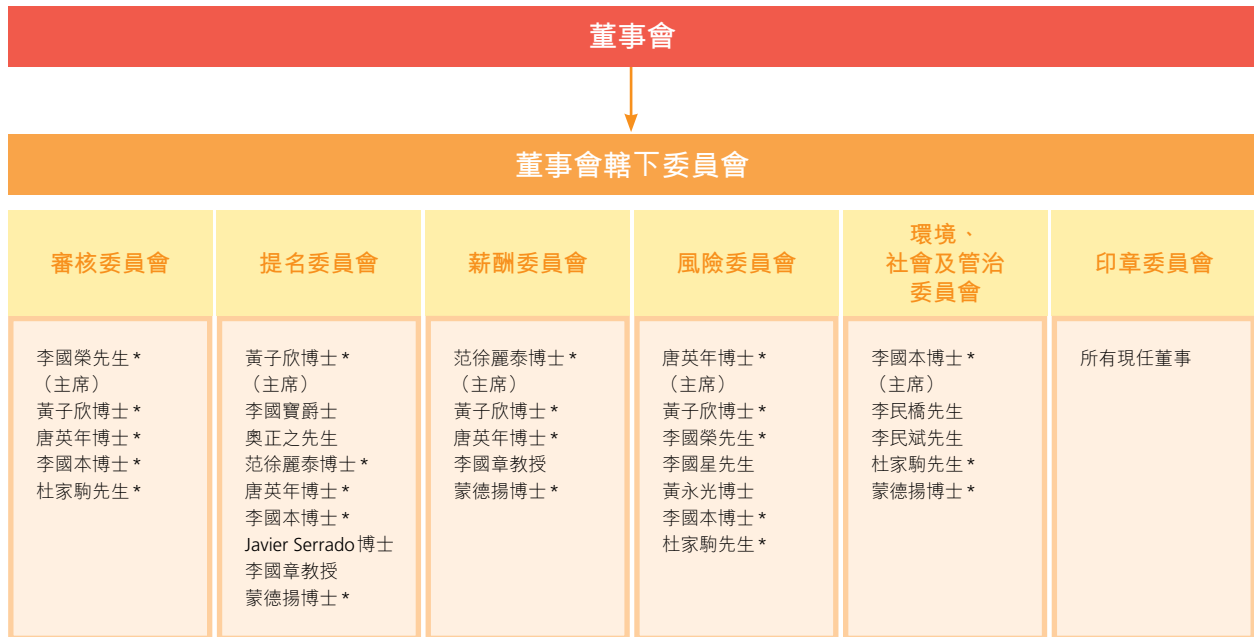 董事會
董事會轄下委員會
審核委員會
李國榮先生*
（主席）
黃子欣博士*
唐英年博士*
李國本博士*
杜家駒先生*
提名委員會
黃子欣博士*
（主席）
李國寶爵士
奧正之先生
范徐麗泰博士*
唐英年博士*
李國本博士*
Javier Serrado博士
李國章教授
蒙德揚博士*
薪酬委員會
范徐麗泰博士*
（主席）
黃子欣博士*
唐英年博士*
李國章教授
蒙德揚博士*
風險委員會
唐英年博士*
（主席）
黃子欣博士*
李國榮先生*
李國星先生
黃永光博士
李國本博士*
杜家駒先生*
環境、
社會及管治
委員會
李國本博士*
（主席）
李民橋先生
李民斌先生
杜家駒先生*
蒙德揚博士*
印章委員會
所有現任董事